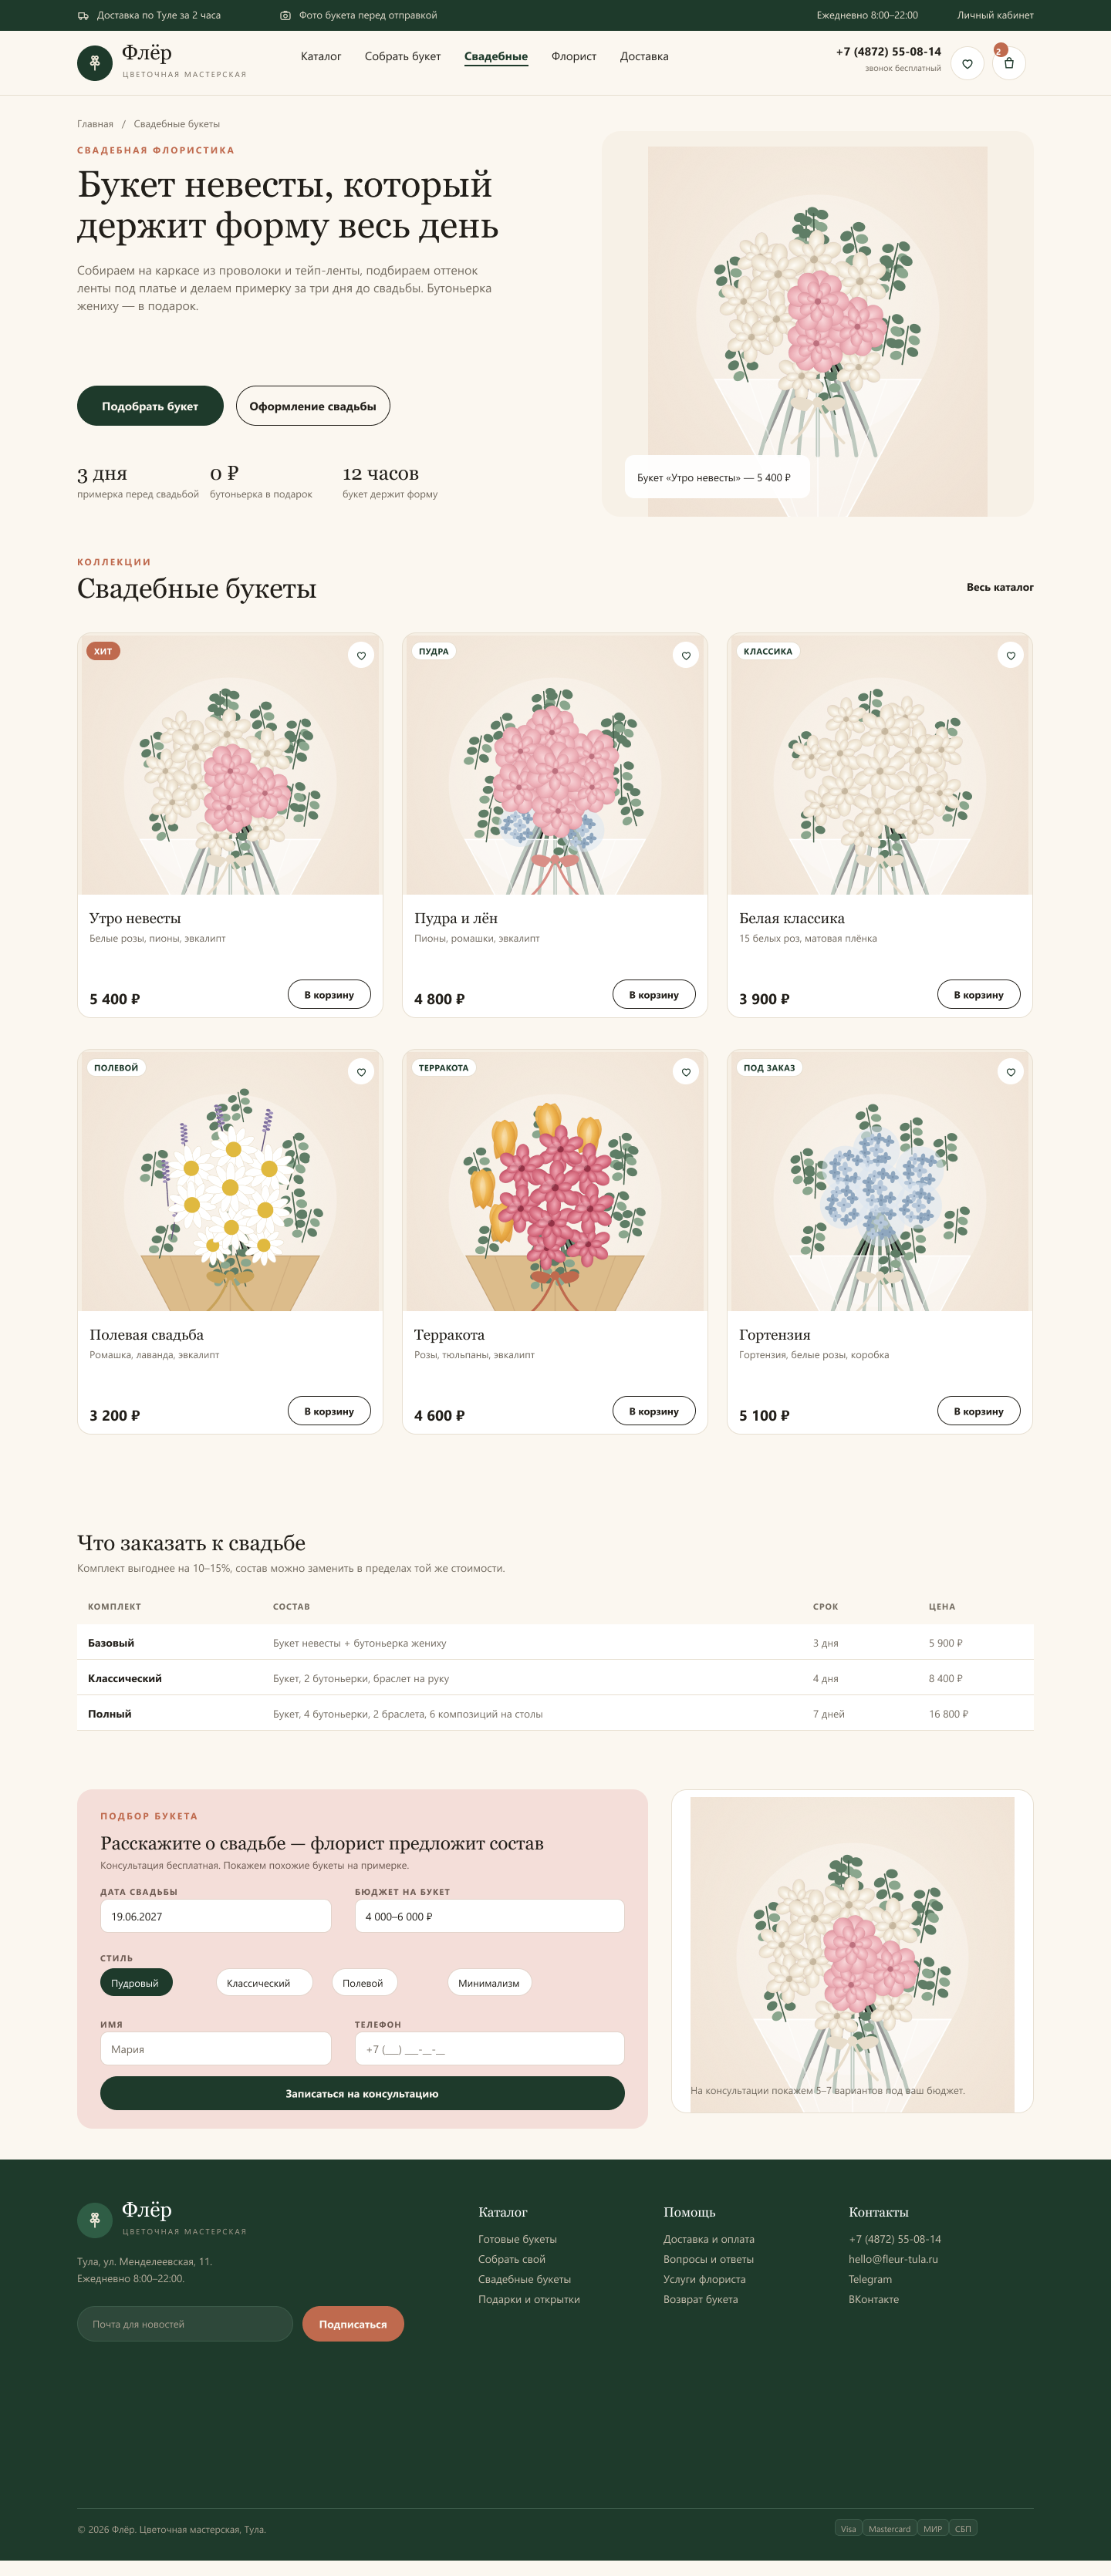 Доставка по Туле за 2 часа
Фото букета перед отправкой
Ежедневно 8:00–22:00
Личный кабинет
Флёр
ЦВЕТОЧНАЯ МАСТЕРСКАЯ
Каталог
Собрать букет
Свадебные
Флорист
Доставка
+7 (4872) 55-08-14
звонок бесплатный
2
Главная / Свадебные букеты
СВАДЕБНАЯ ФЛОРИСТИКА
Букет невесты, который
держит форму весь день
Собираем на каркасе из проволоки и тейп-ленты, подбираем оттенок
ленты под платье и делаем примерку за три дня до свадьбы. Бутоньерка
жениху — в подарок.
Подобрать букет
Оформление свадьбы
3 дня
примерка перед свадьбой
0 ₽
бутоньерка в подарок
12 часов
букет держит форму
Букет «Утро невесты» — 5 400 ₽
КОЛЛЕКЦИИ
Свадебные букеты
Весь каталог
ХИТ
Утро невесты
Белые розы, пионы, эвкалипт
5 400 ₽
В корзину
ПУДРА
Пудра и лён
Пионы, ромашки, эвкалипт
4 800 ₽
В корзину
КЛАССИКА
Белая классика
15 белых роз, матовая плёнка
3 900 ₽
В корзину
ПОЛЕВОЙ
Полевая свадьба
Ромашка, лаванда, эвкалипт
3 200 ₽
В корзину
ТЕРРАКОТА
Терракота
Розы, тюльпаны, эвкалипт
4 600 ₽
В корзину
ПОД ЗАКАЗ
Гортензия
Гортензия, белые розы, коробка
5 100 ₽
В корзину
Что заказать к свадьбе
Комплект выгоднее на 10–15%, состав можно заменить в пределах той же стоимости.
КОМПЛЕКТ СОСТАВ СРОК ЦЕНА
Базовый Букет невесты + бутоньерка жениху 3 дня 5 900 ₽
Классический Букет, 2 бутоньерки, браслет на руку 4 дня 8 400 ₽
Полный Букет, 4 бутоньерки, 2 браслета, 6 композиций на столы 7 дней 16 800 ₽
ПОДБОР БУКЕТА
Расскажите о свадьбе — флорист предложит состав
Консультация бесплатная. Покажем похожие букеты на примерке.
ДАТА СВАДЬБЫ
19.06.2027
БЮДЖЕТ НА БУКЕТ
4 000–6 000 ₽
СТИЛЬ
Пудровый
Классический
Полевой
Минимализм
ИМЯ
Мария
ТЕЛЕФОН
+7 (___) ___-__-__
Записаться на консультацию
На консультации покажем 5–7 вариантов под ваш бюджет.
Флёр
ЦВЕТОЧНАЯ МАСТЕРСКАЯ
Тула, ул. Менделеевская, 11.
Ежедневно 8:00–22:00.
Почта для новостей
Подписаться
Каталог
Готовые букеты
Собрать свой
Свадебные букеты
Подарки и открытки
Помощь
Доставка и оплата
Вопросы и ответы
Услуги флориста
Возврат букета
Контакты
+7 (4872) 55-08-14
hello@fleur-tula.ru
Telegram
ВКонтакте
© 2026 Флёр. Цветочная мастерская, Тула.
Visa
Mastercard
МИР
СБП